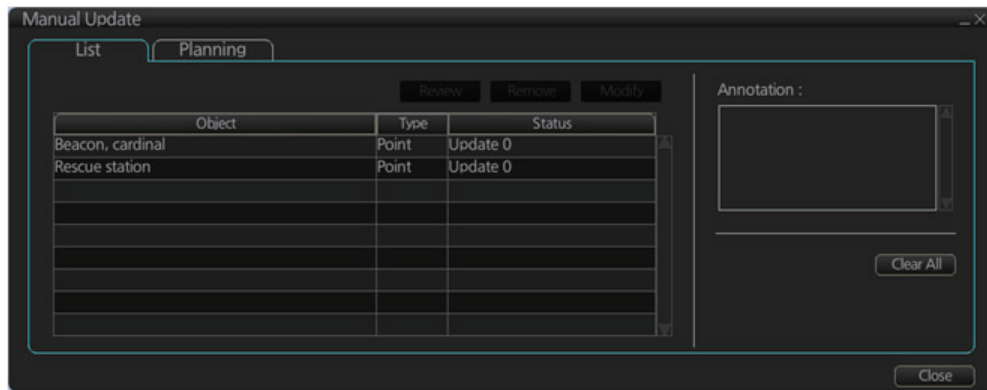 Manual Update
List Planning
Review Remove Modify
Annotation :
Object Type Status
Beacon, cardinal Point Update 0
Rescue station Point Update 0
Clear All
Close